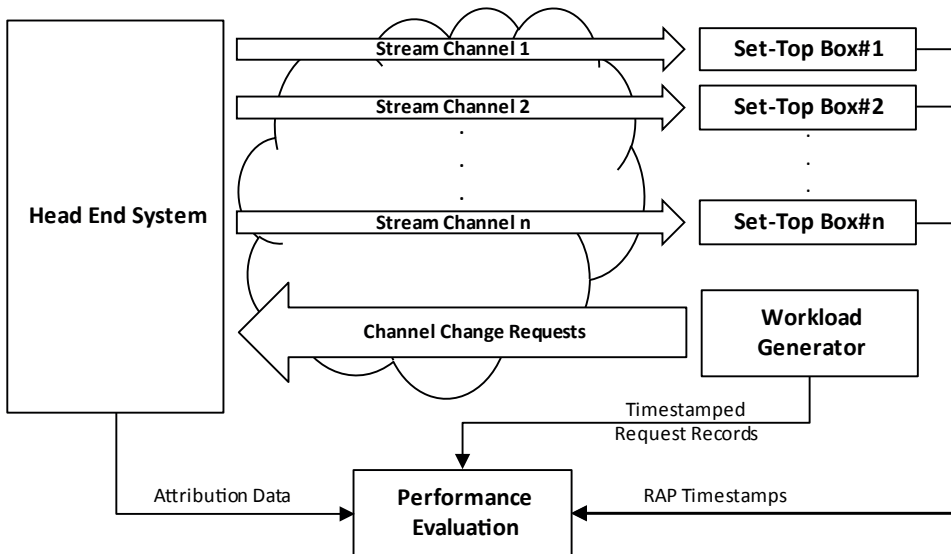 Stream Channel 1
Set-Top Box#1
Stream Channel 2
Set-Top Box#2
Head End System
Stream Channel n
Set-Top Box#n
Channel Change Requests
Workload
Generator
Timestamped
Request Records
Attribution Data
Performance
Evaluation
RAP Timestamps